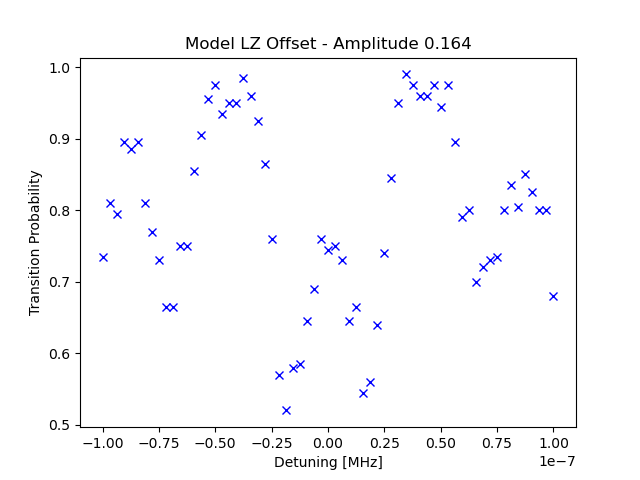 Model LZ Offset - Amplitude 0.164
1.0
0.9
0.8
0.7
0.6
0.5
Transition Probability
−1.00 −0.75 −0.50 −0.25 0.00 0.25 0.50 0.75 1.00
1e−7
Detuning [MHz]